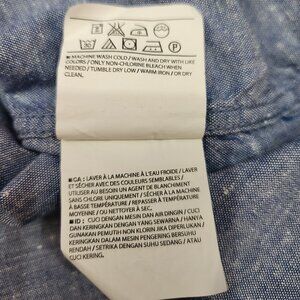 ■ MACHINE WASH COLD / WASH AND DRY WITH LIKE
COLORS / ONLY NON-CHLORINE BLEACH WHEN
NEEDED / TUMBLE DRY LOW / WARM IRON / OR DRY
CLEAN.
■ CA : LAVER À LA MACHINE À L'EAU FROIDE / LAVER
ET SÉCHER AVEC DES COULEURS SEMBLABLES /
AU BESOIN UTILISER UN AGENT DE BLANCHIMENT
SANS CHLORE UNIQUEMENT / SÉCHER À LA MACHINE
À BASSE TEMPÉRATURE / REPASSER À TEMPÉRATURE
MOYENNE / OU NETTOYER À SEC.
■ ID : CUCI DENGAN MESIN DAN AIR DINGIN / CUCI
DAN KERINGKAN DENGAN YANG SEWARNA / HANYA
GUNAKAN PEMUTIH NON KLORIN JIKA DIPERLUKAN /
KERINGKAN DALAM MESIN PENGERING BERSUHU
RENDAH / SETRIKA DENGAN SUHU SEDANG / ATAU
CUCI KERING.